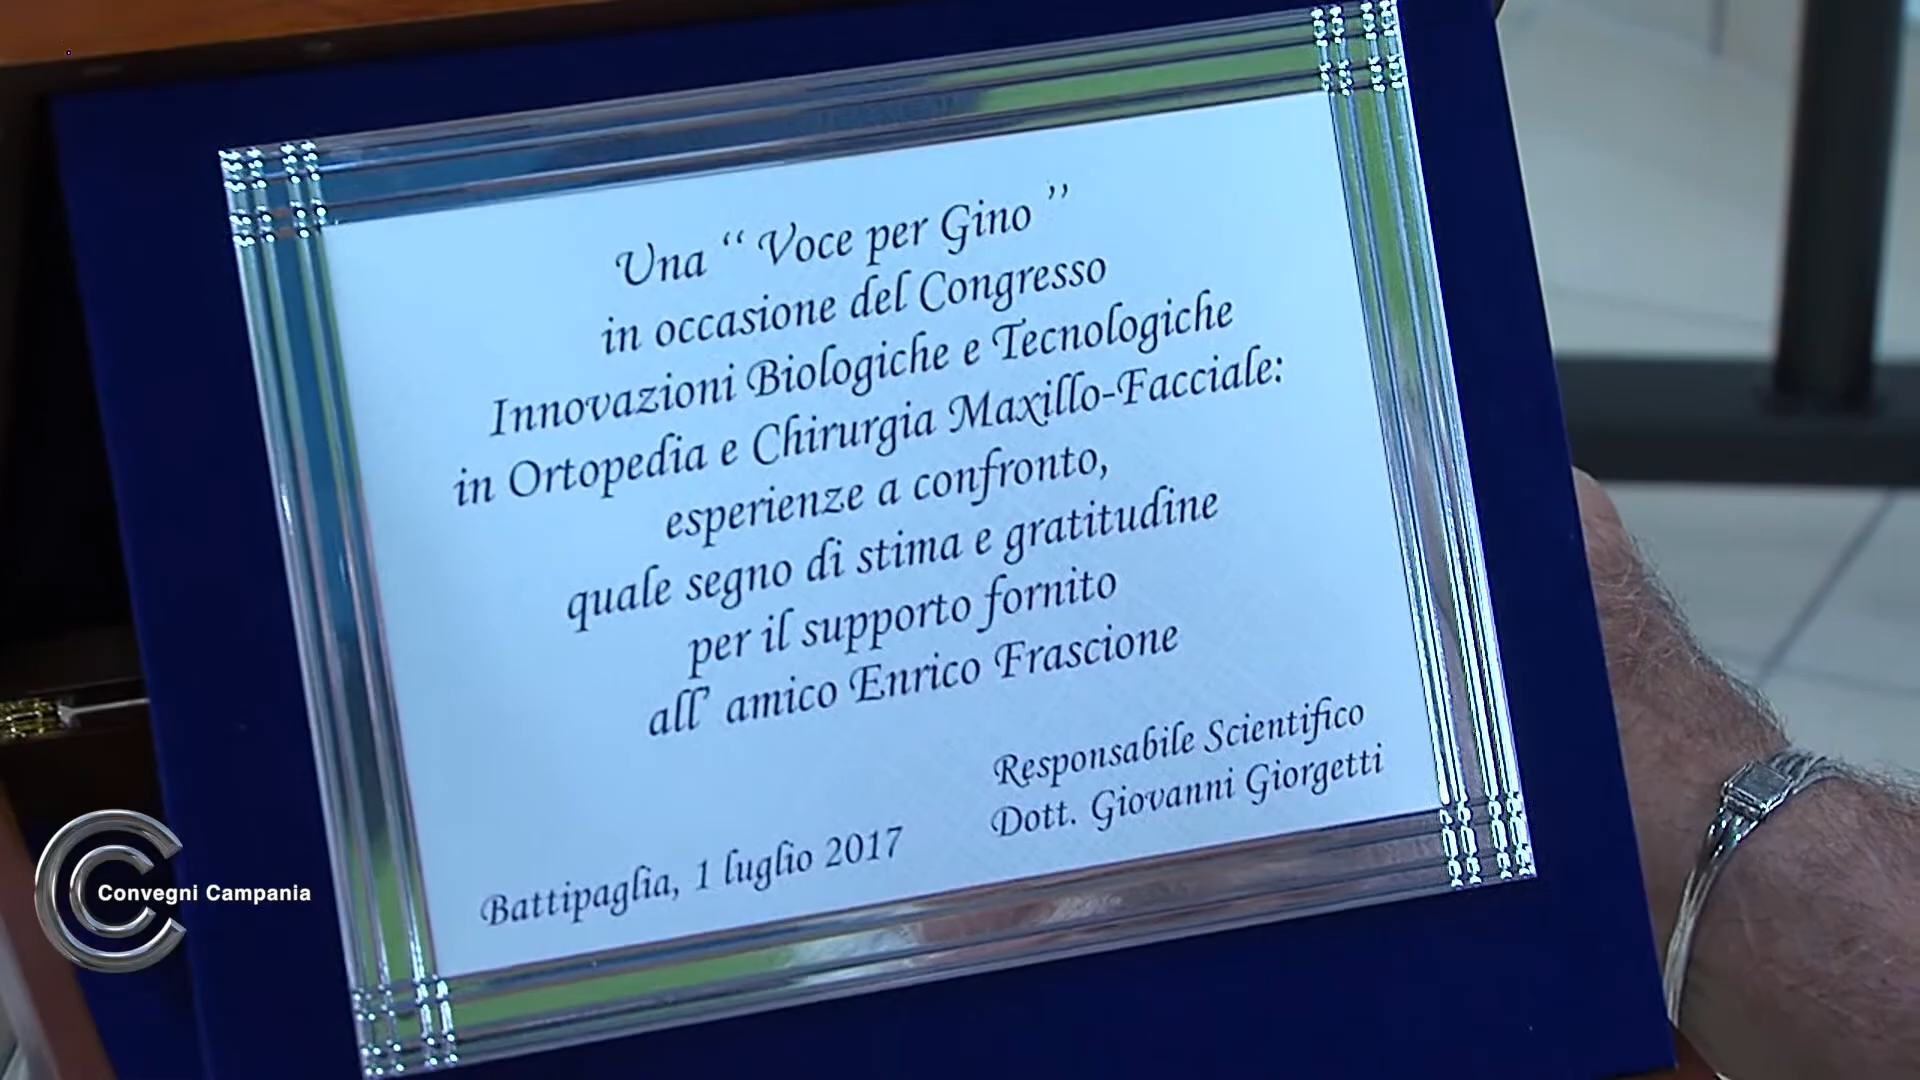 Una “ Voce per Gino ”
in occasione del Congresso
Innovazioni Biologiche e Tecnologiche
in Ortopedia e Chirurgia Maxillo-Facciale:
esperienze a confronto,
quale segno di stima e gratitudine
per il supporto fornito
all’ amico Enrico Frascione
Responsabile Scientifico
Dott. Giovanni Giorgetti
Battipaglia, 1 luglio 2017
CC Convegni Campania